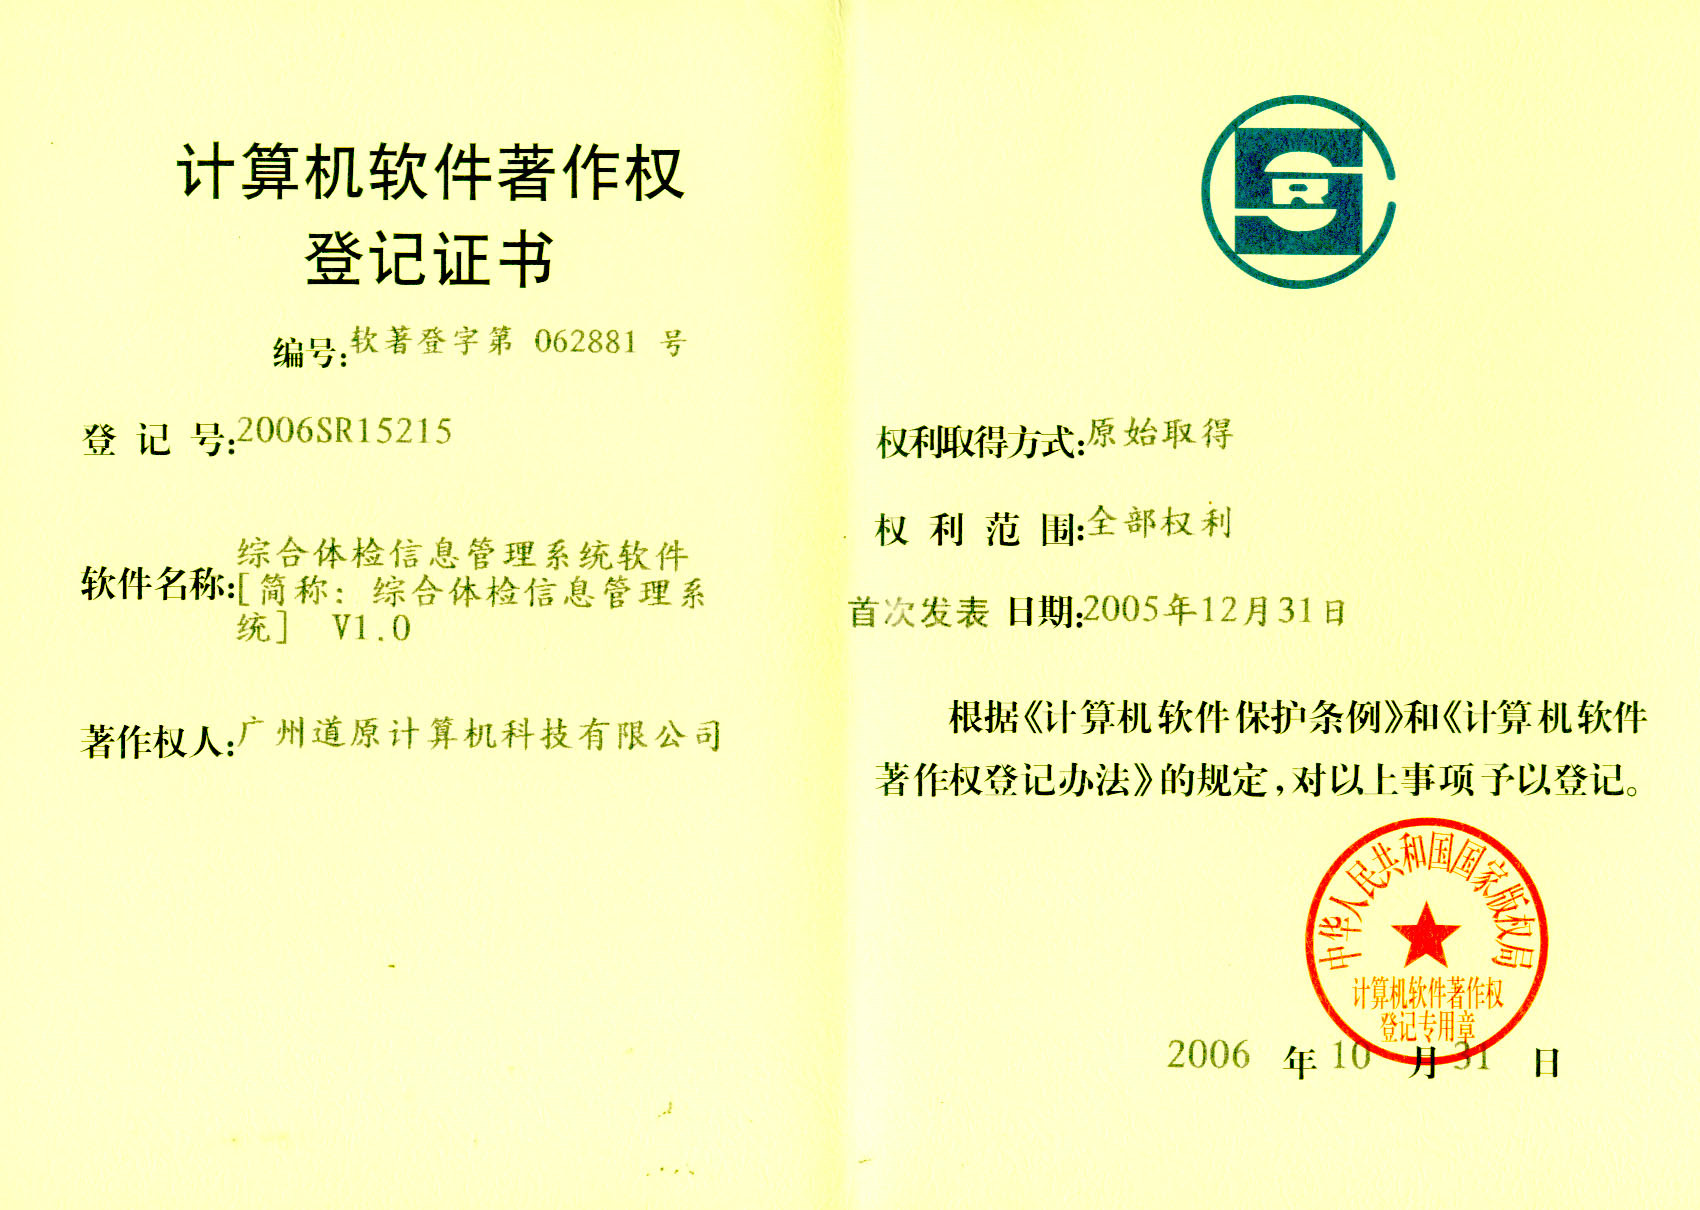 计算机软件著作权
登记证书
编号:软著登字第 062881 号
登 记 号:2006SR15215
软件名称:综合体检信息管理系统软件
[简称: 综合体检信息管理系
统] V1.0
著作权人:广州道原计算机科技有限公司
SR
权利取得方式:原始取得
权 利 范 围:全部权利
首次发表 日期:2005年12月31日
根据《计算机软件保护条例》和《计算机软件
著作权登记办法》的规定,对以上事项予以登记。
中华人民共和国国家版权局
计算机软件著作权
登记专用章
2006 年 10 月 31 日